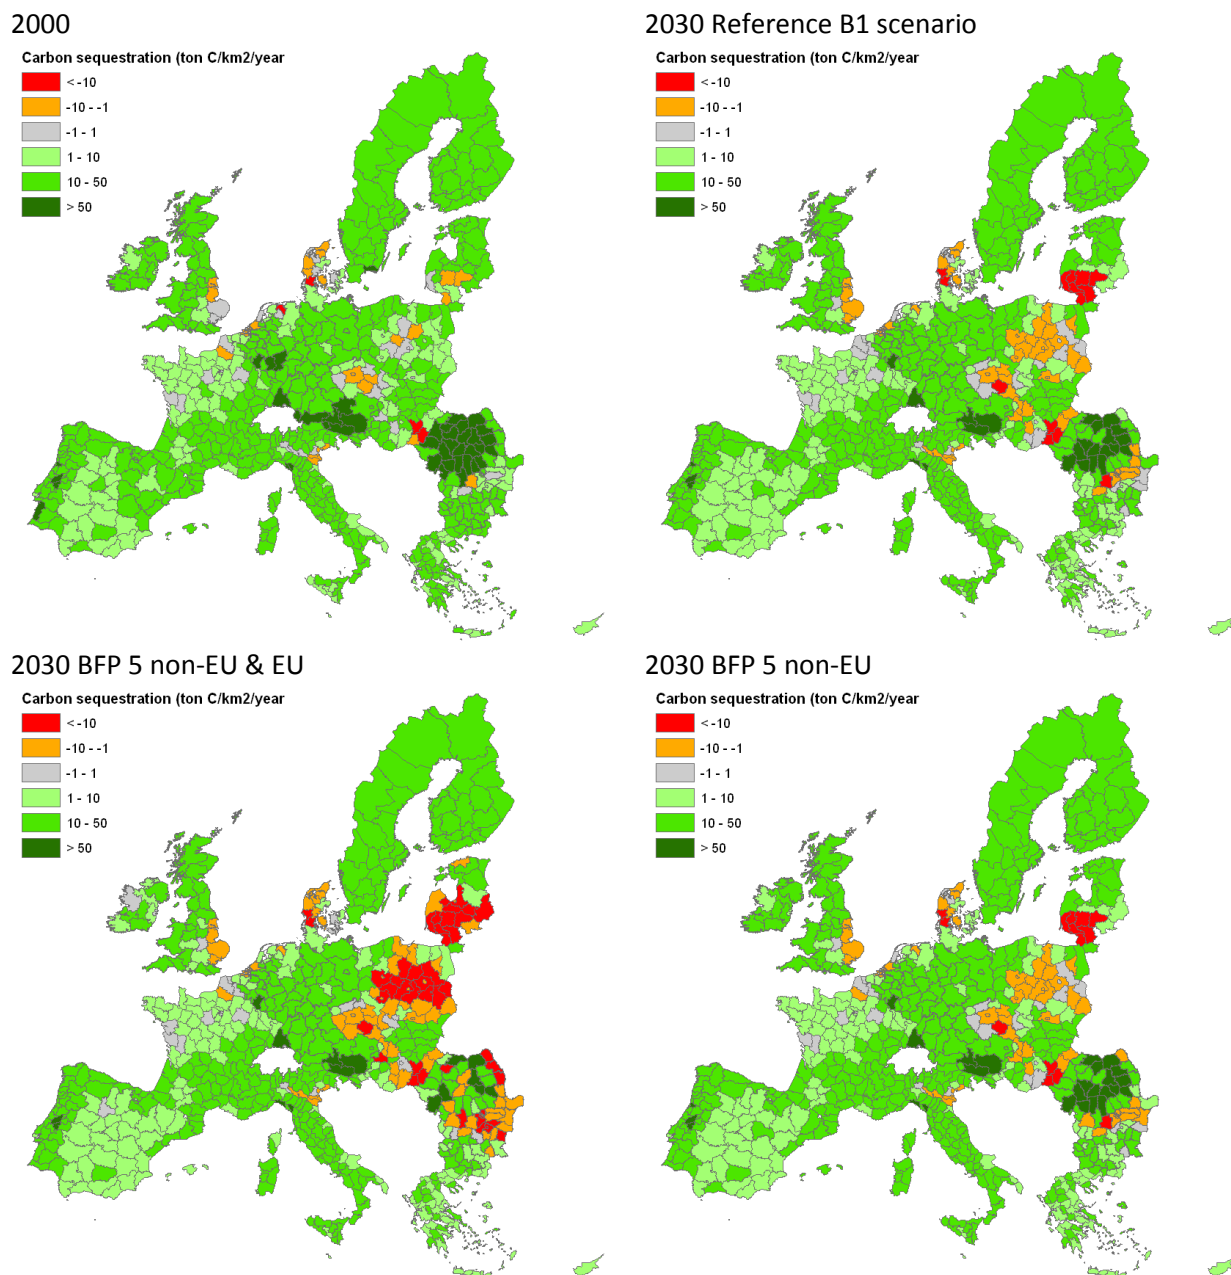 2000
Carbon sequestration (ton C/km2/year
< -10
-10 - -1
-1 - 1
1 - 10
10 - 50
> 50
2030 Reference B1 scenario
Carbon sequestration (ton C/km2/year
< -10
-10 - -1
-1 - 1
1 - 10
10 - 50
> 50
2030 BFP 5 non-EU & EU
Carbon sequestration (ton C/km2/year
< -10
-10 - -1
-1 - 1
1 - 10
10 - 50
> 50
2030 BFP 5 non-EU
Carbon sequestration (ton C/km2/year
< -10
-10 - -1
-1 - 1
1 - 10
10 - 50
> 50